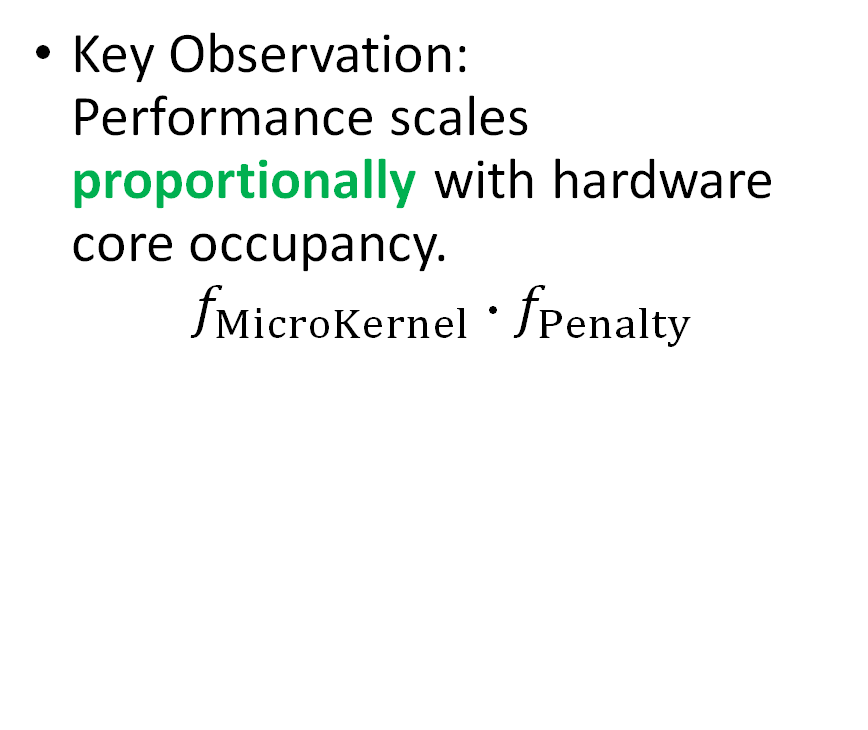 • Key Observation:
Performance scales
proportionally with hardware
core occupancy.
f_MicroKernel · f_Penalty